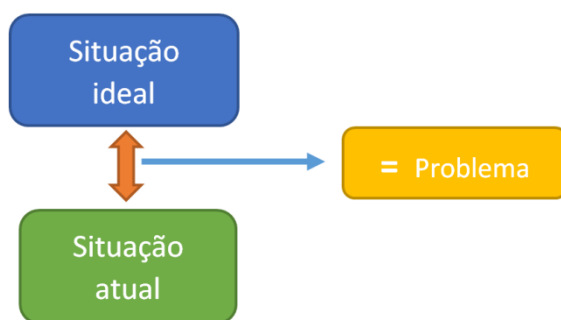 Situação
ideal
= Problema
Situação
atual